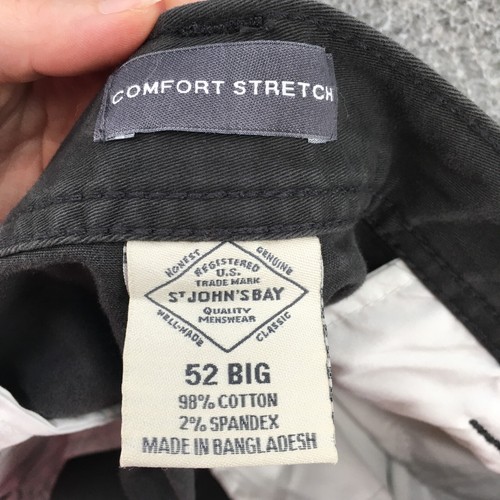 COMFORT STRETCH
HONEST GENUINE
REGISTERED
U.S.
TRADE MARK
ST JOHN'S BAY
QUALITY
MENSWEAR
WELL-MADE CLASSIC
52 BIG
98% COTTON
2% SPANDEX
MADE IN BANGLADESH